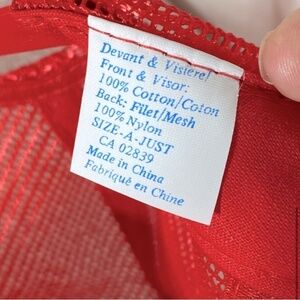 Devant & Visière/
Front & Visor:
100% Cotton/Coton
Back: Filet/Mesh
100% Nylon
SIZE-A-JUST
CA 02839
Made in China
Fabriqué en Chine